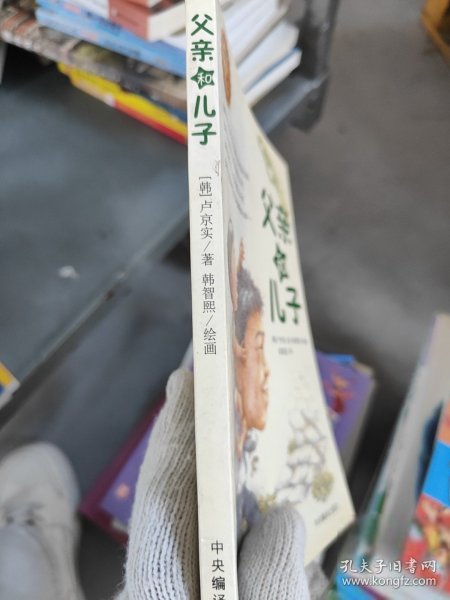 父亲和儿子
[韩]卢京实/著 韩智熙/绘画
中央编译
父亲和
儿子
孔夫子旧书网
www.kongfz.com